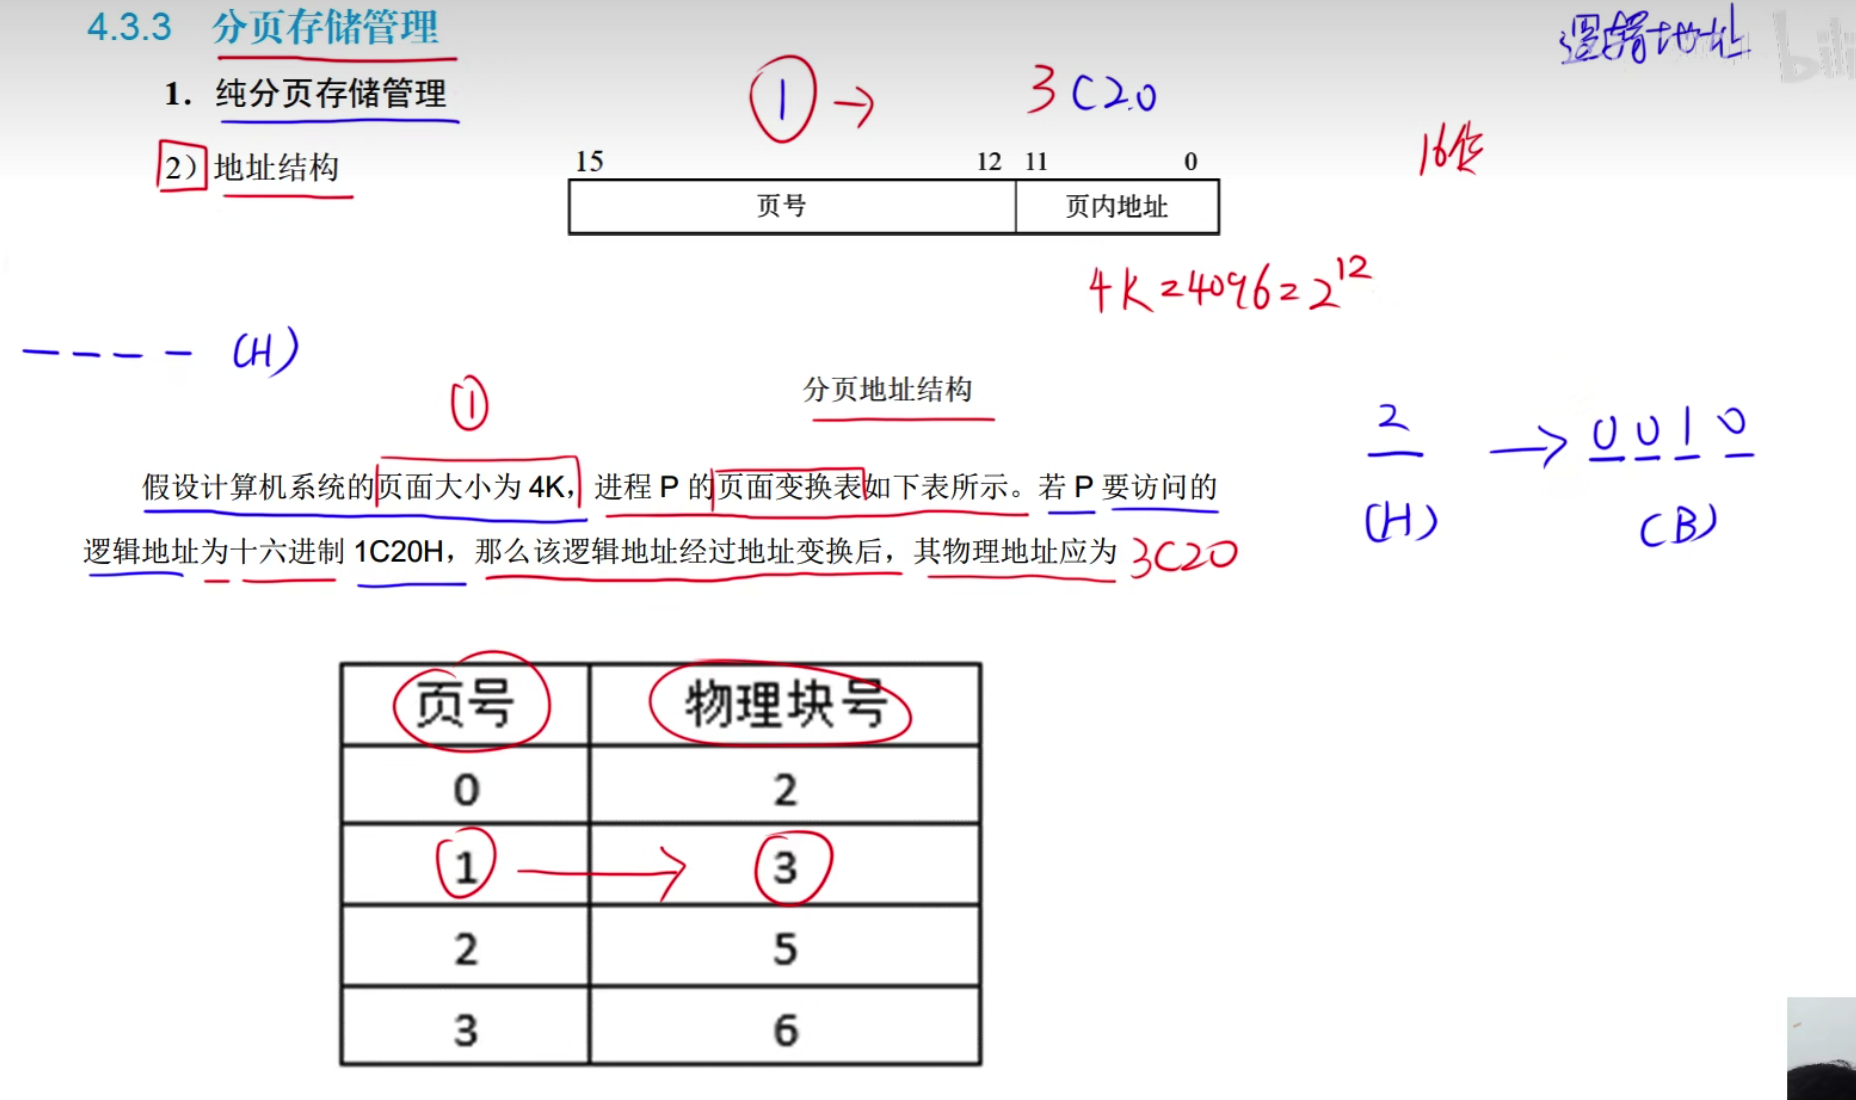 4.3.3 分页存储管理
逻辑地址
bili
1. 纯分页存储管理
① → 3C20
2）地址结构
16位
15 12 11 0
页号 页内地址
4K=4096=2^12
---- (H)
①
分页地址结构
2 → 0010
(H) (B)
假设计算机系统的页面大小为 4K，进程 P 的页面变换表如下表所示。若 P 要访问的
逻辑地址为十六进制 1C20H，那么该逻辑地址经过地址变换后，其物理地址应为 3C20
页号 物理块号
0 2
1 → 3
2 5
3 6